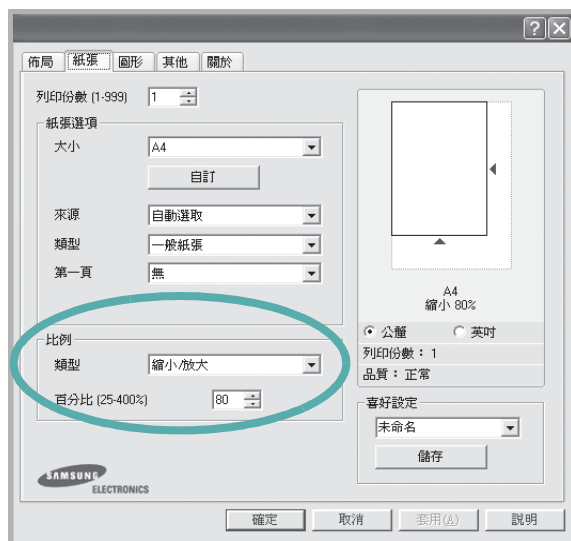 佈局 紙張 圖形 其他 關於
列印份數 (1-999) 1
紙張選項
大小 A4
自訂
來源 自動選取
類型 一般紙張
第一頁 無
A4
縮小 80%
公釐 英吋
列印份數：1
品質：正常
比例
類型 縮小/放大
百分比 (25-400%) 80
喜好設定
未命名
儲存
SAMSUNG
ELECTRONICS
確定 取消 套用(A) 說明